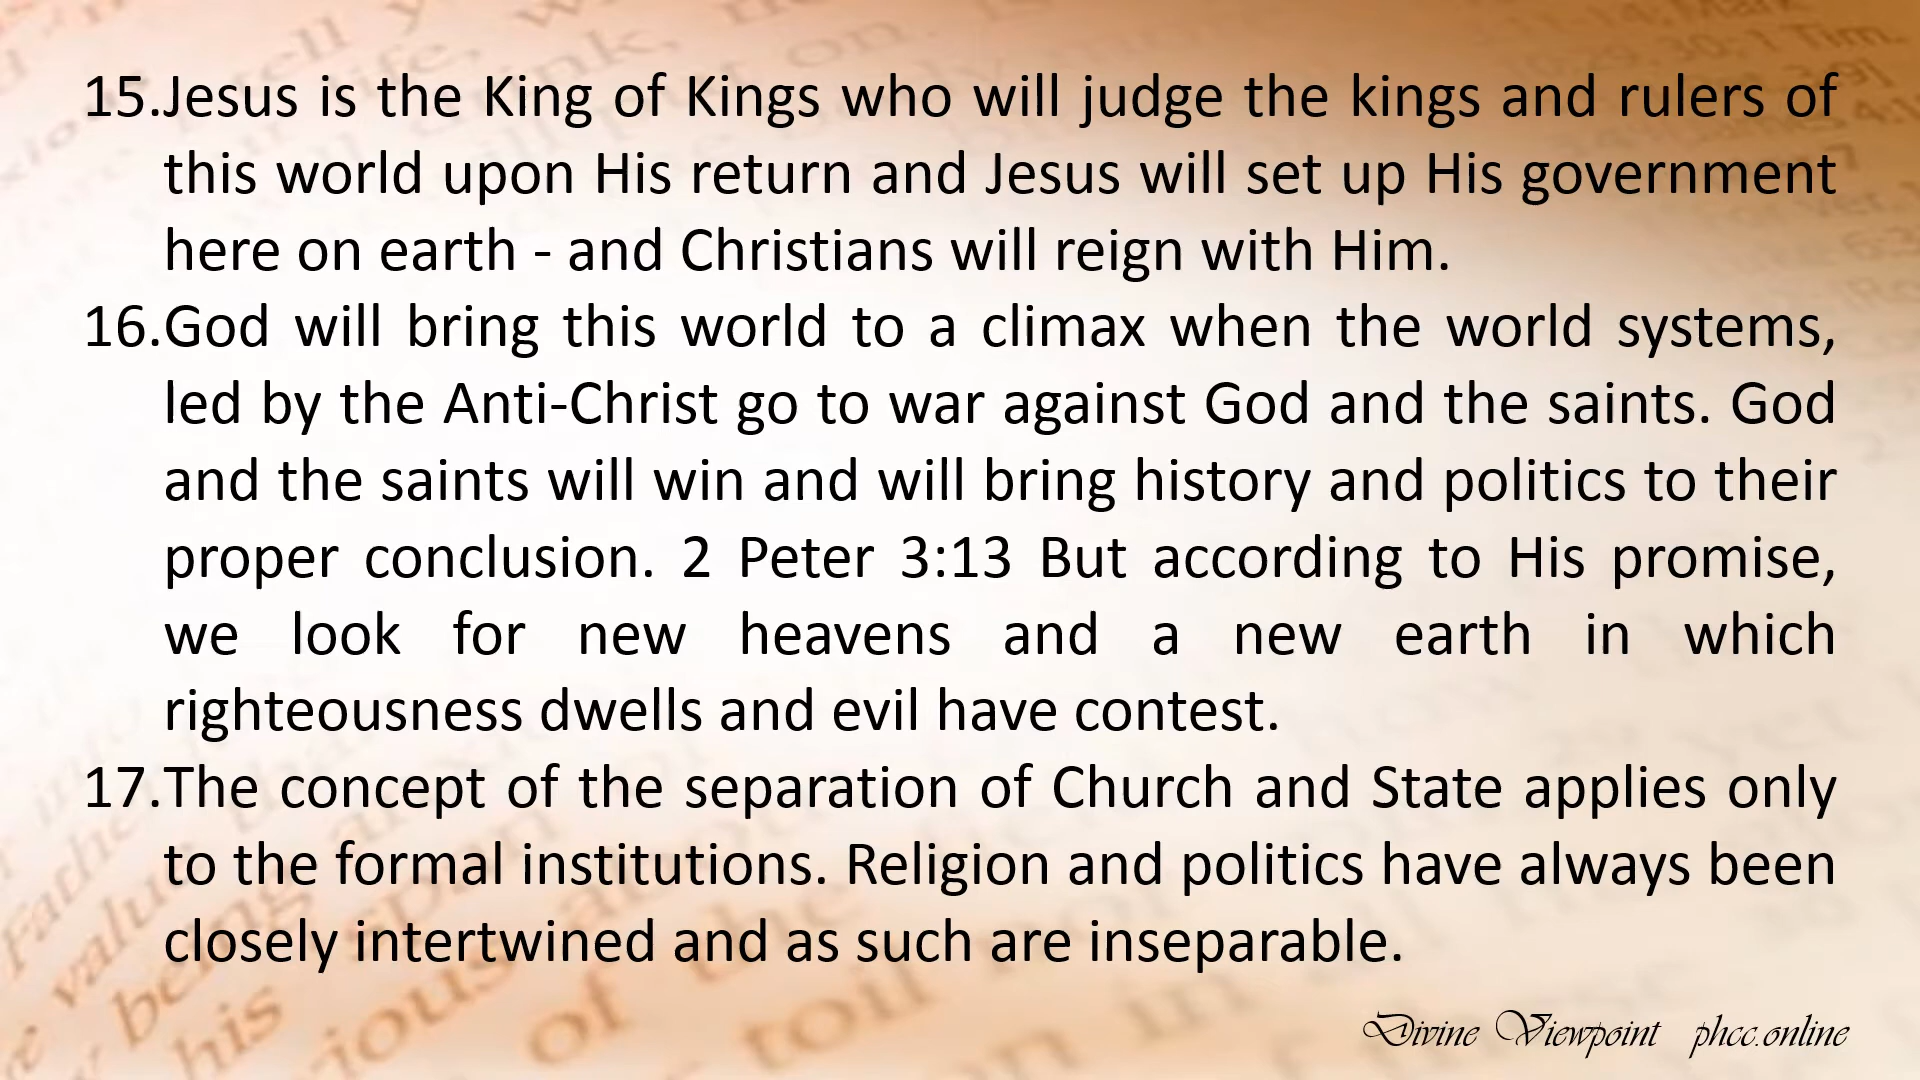 15.Jesus is the King of Kings who will judge the kings and rulers of
this world upon His return and Jesus will set up His government
here on earth - and Christians will reign with Him.
16.God will bring this world to a climax when the world systems,
led by the Anti-Christ go to war against God and the saints. God
and the saints will win and will bring history and politics to their
proper conclusion. 2 Peter 3:13 But according to His promise,
we look for new heavens and a new earth in which
righteousness dwells and evil have contest.
17.The concept of the separation of Church and State applies only
to the formal institutions. Religion and politics have always been
closely intertwined and as such are inseparable.
Divine Viewpoint phcc.online